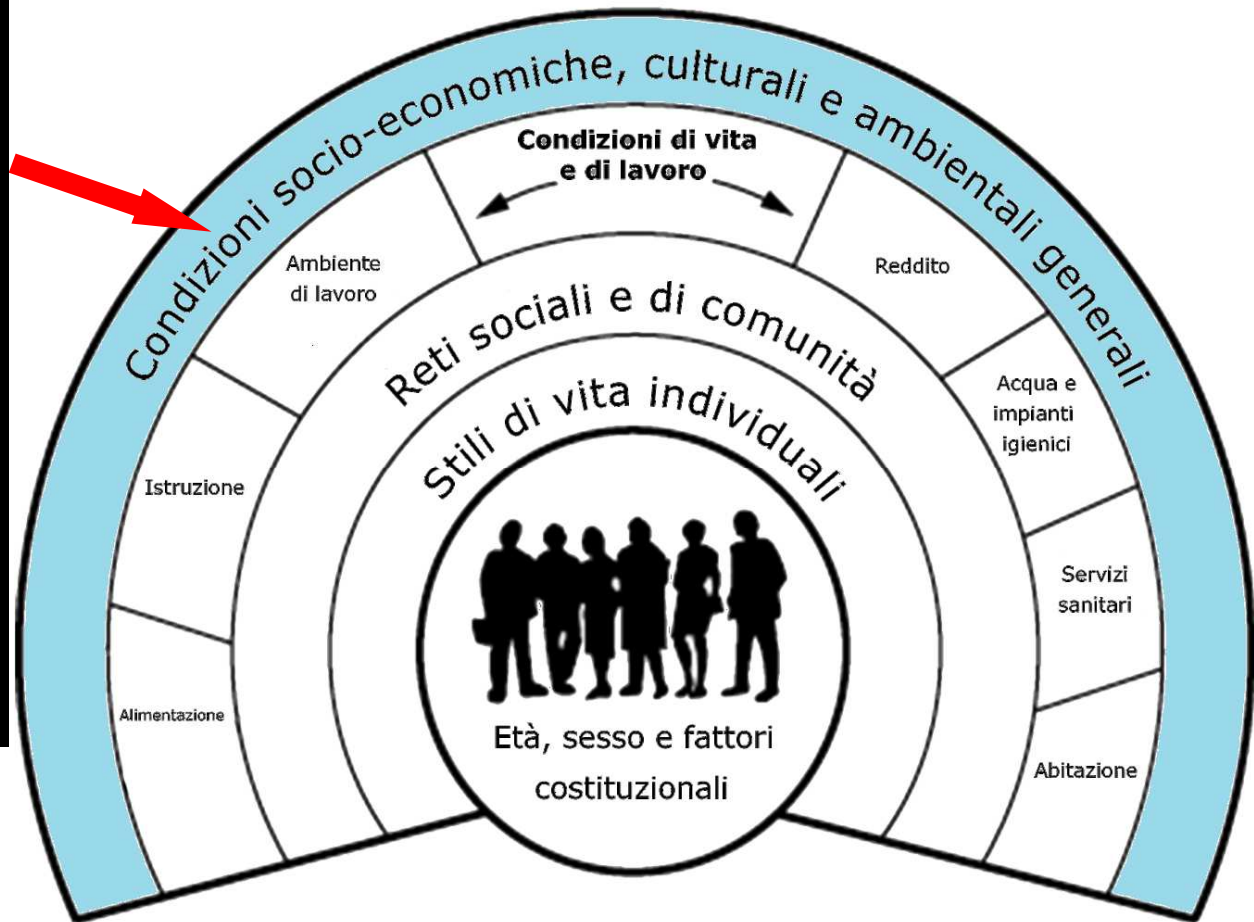 Condizioni socio-economiche, culturali e ambientali generali
Condizioni di vita
e di lavoro
Ambiente
di lavoro
Reddito
Reti sociali e di comunità
Acqua e
impianti
igienici
Stili di vita individuali
Istruzione
Servizi
sanitari
Alimentazione
Abitazione
Età, sesso e fattori
costituzionali